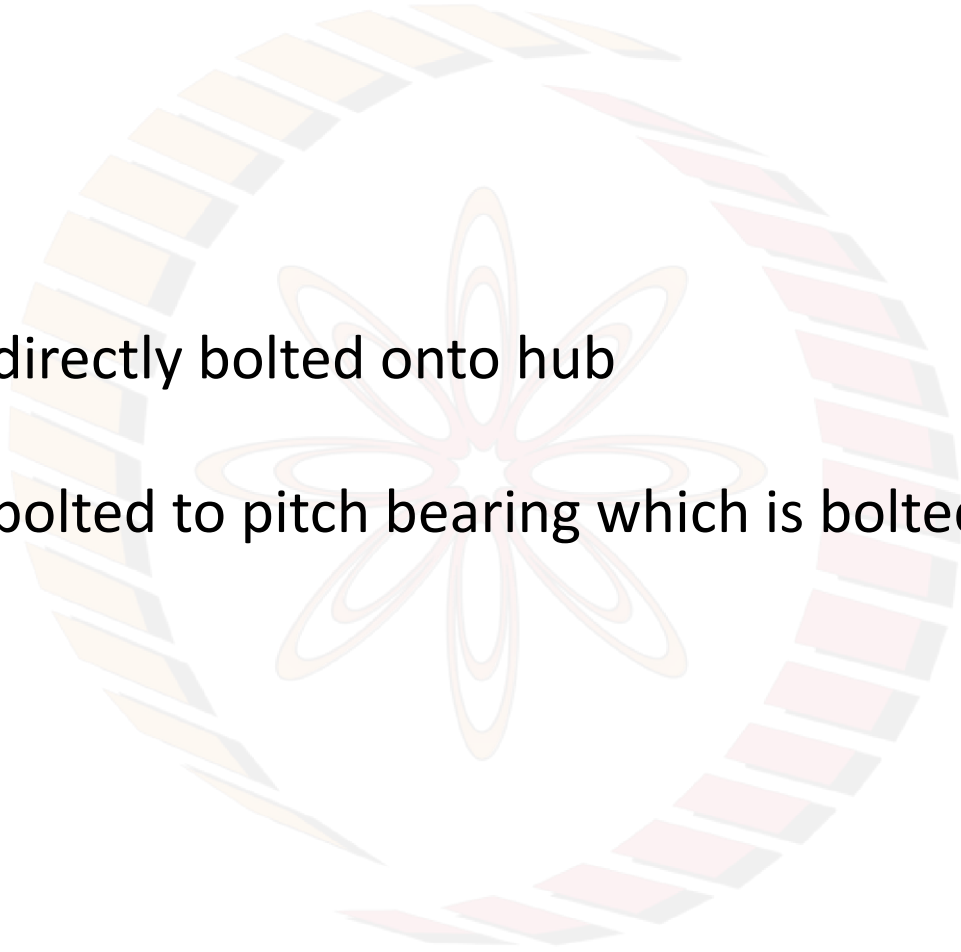 directly bolted onto hub
bolted to pitch bearing which is bolted